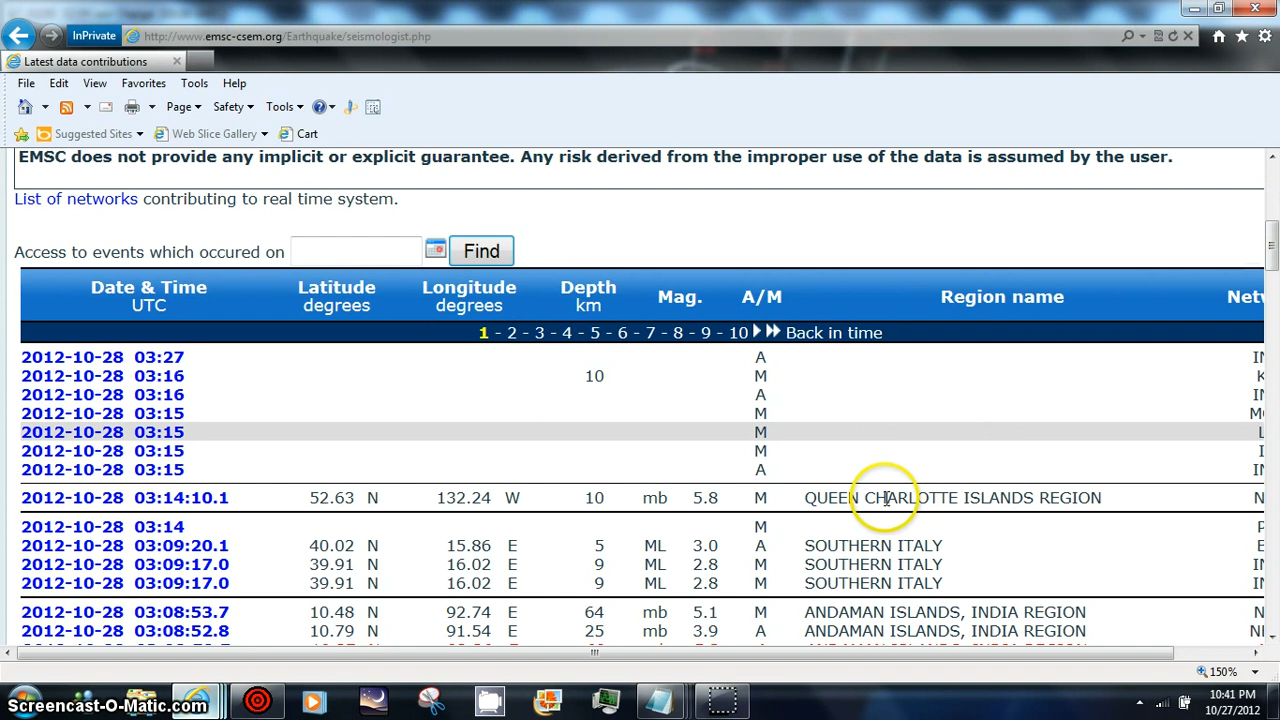 InPrivate http://www.emsc-csem.org/Earthquake/seismologist.php
Latest data contributions
File Edit View Favorites Tools Help
Page Safety Tools
Suggested Sites Web Slice Gallery Cart
EMSC does not provide any implicit or explicit guarantee. Any risk derived from the improper use of the data is assumed by the user.
List of networks contributing to real time system.
Access to events which occured on Find
Date & Time UTC Latitude degrees Longitude degrees Depth km Mag. A/M Region name Netw
1 - 2 - 3 - 4 - 5 - 6 - 7 - 8 - 9 - 10 Back in time
2012-10-28 03:27 A IN
2012-10-28 03:16 10 M K
2012-10-28 03:16 A IN
2012-10-28 03:15 M M
2012-10-28 03:15 M L
2012-10-28 03:15 M I
2012-10-28 03:15 A IN
2012-10-28 03:14:10.1 52.63 N 132.24 W 10 mb 5.8 M QUEEN CHARLOTTE ISLANDS REGION N
2012-10-28 03:14 M P
2012-10-28 03:09:20.1 40.02 N 15.86 E 5 ML 3.0 A SOUTHERN ITALY E
2012-10-28 03:09:17.0 39.91 N 16.02 E 9 ML 2.8 M SOUTHERN ITALY IN
2012-10-28 03:09:17.0 39.91 N 16.02 E 9 ML 2.8 M SOUTHERN ITALY IN
2012-10-28 03:08:53.7 10.48 N 92.74 E 64 mb 5.1 M ANDAMAN ISLANDS, INDIA REGION N
2012-10-28 03:08:52.8 10.79 N 91.54 E 25 mb 3.9 A ANDAMAN ISLANDS, INDIA REGION N
150%
Screencast-O-Matic.com
10:41 PM
10/27/2012